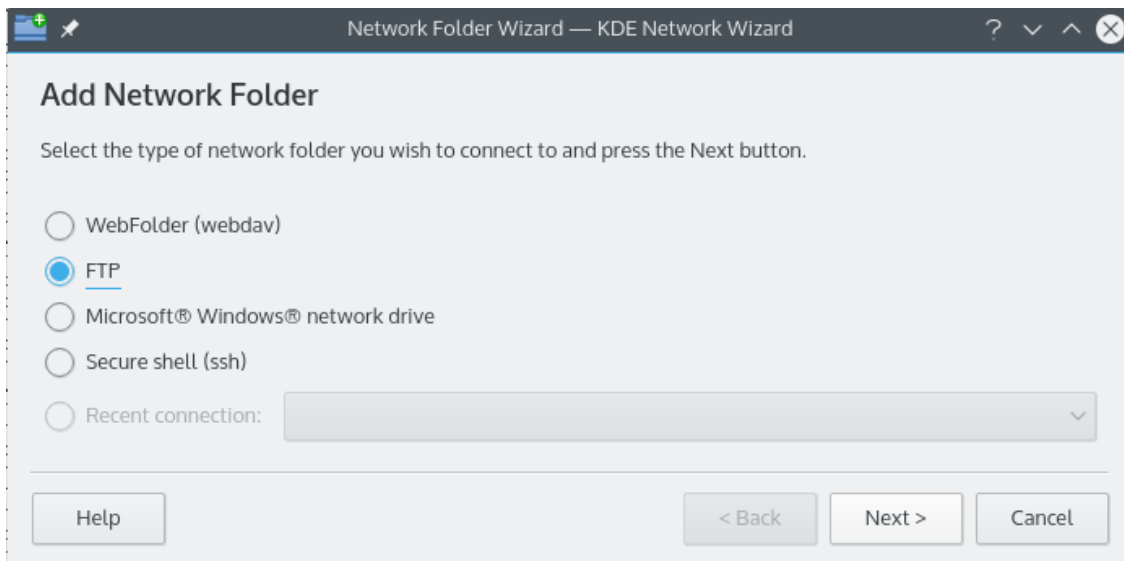 Network Folder Wizard — KDE Network Wizard
Add Network Folder
Select the type of network folder you wish to connect to and press the Next button.
WebFolder (webdav)
FTP
Microsoft® Windows® network drive
Secure shell (ssh)
Recent connection:
Help
< Back
Next >
Cancel